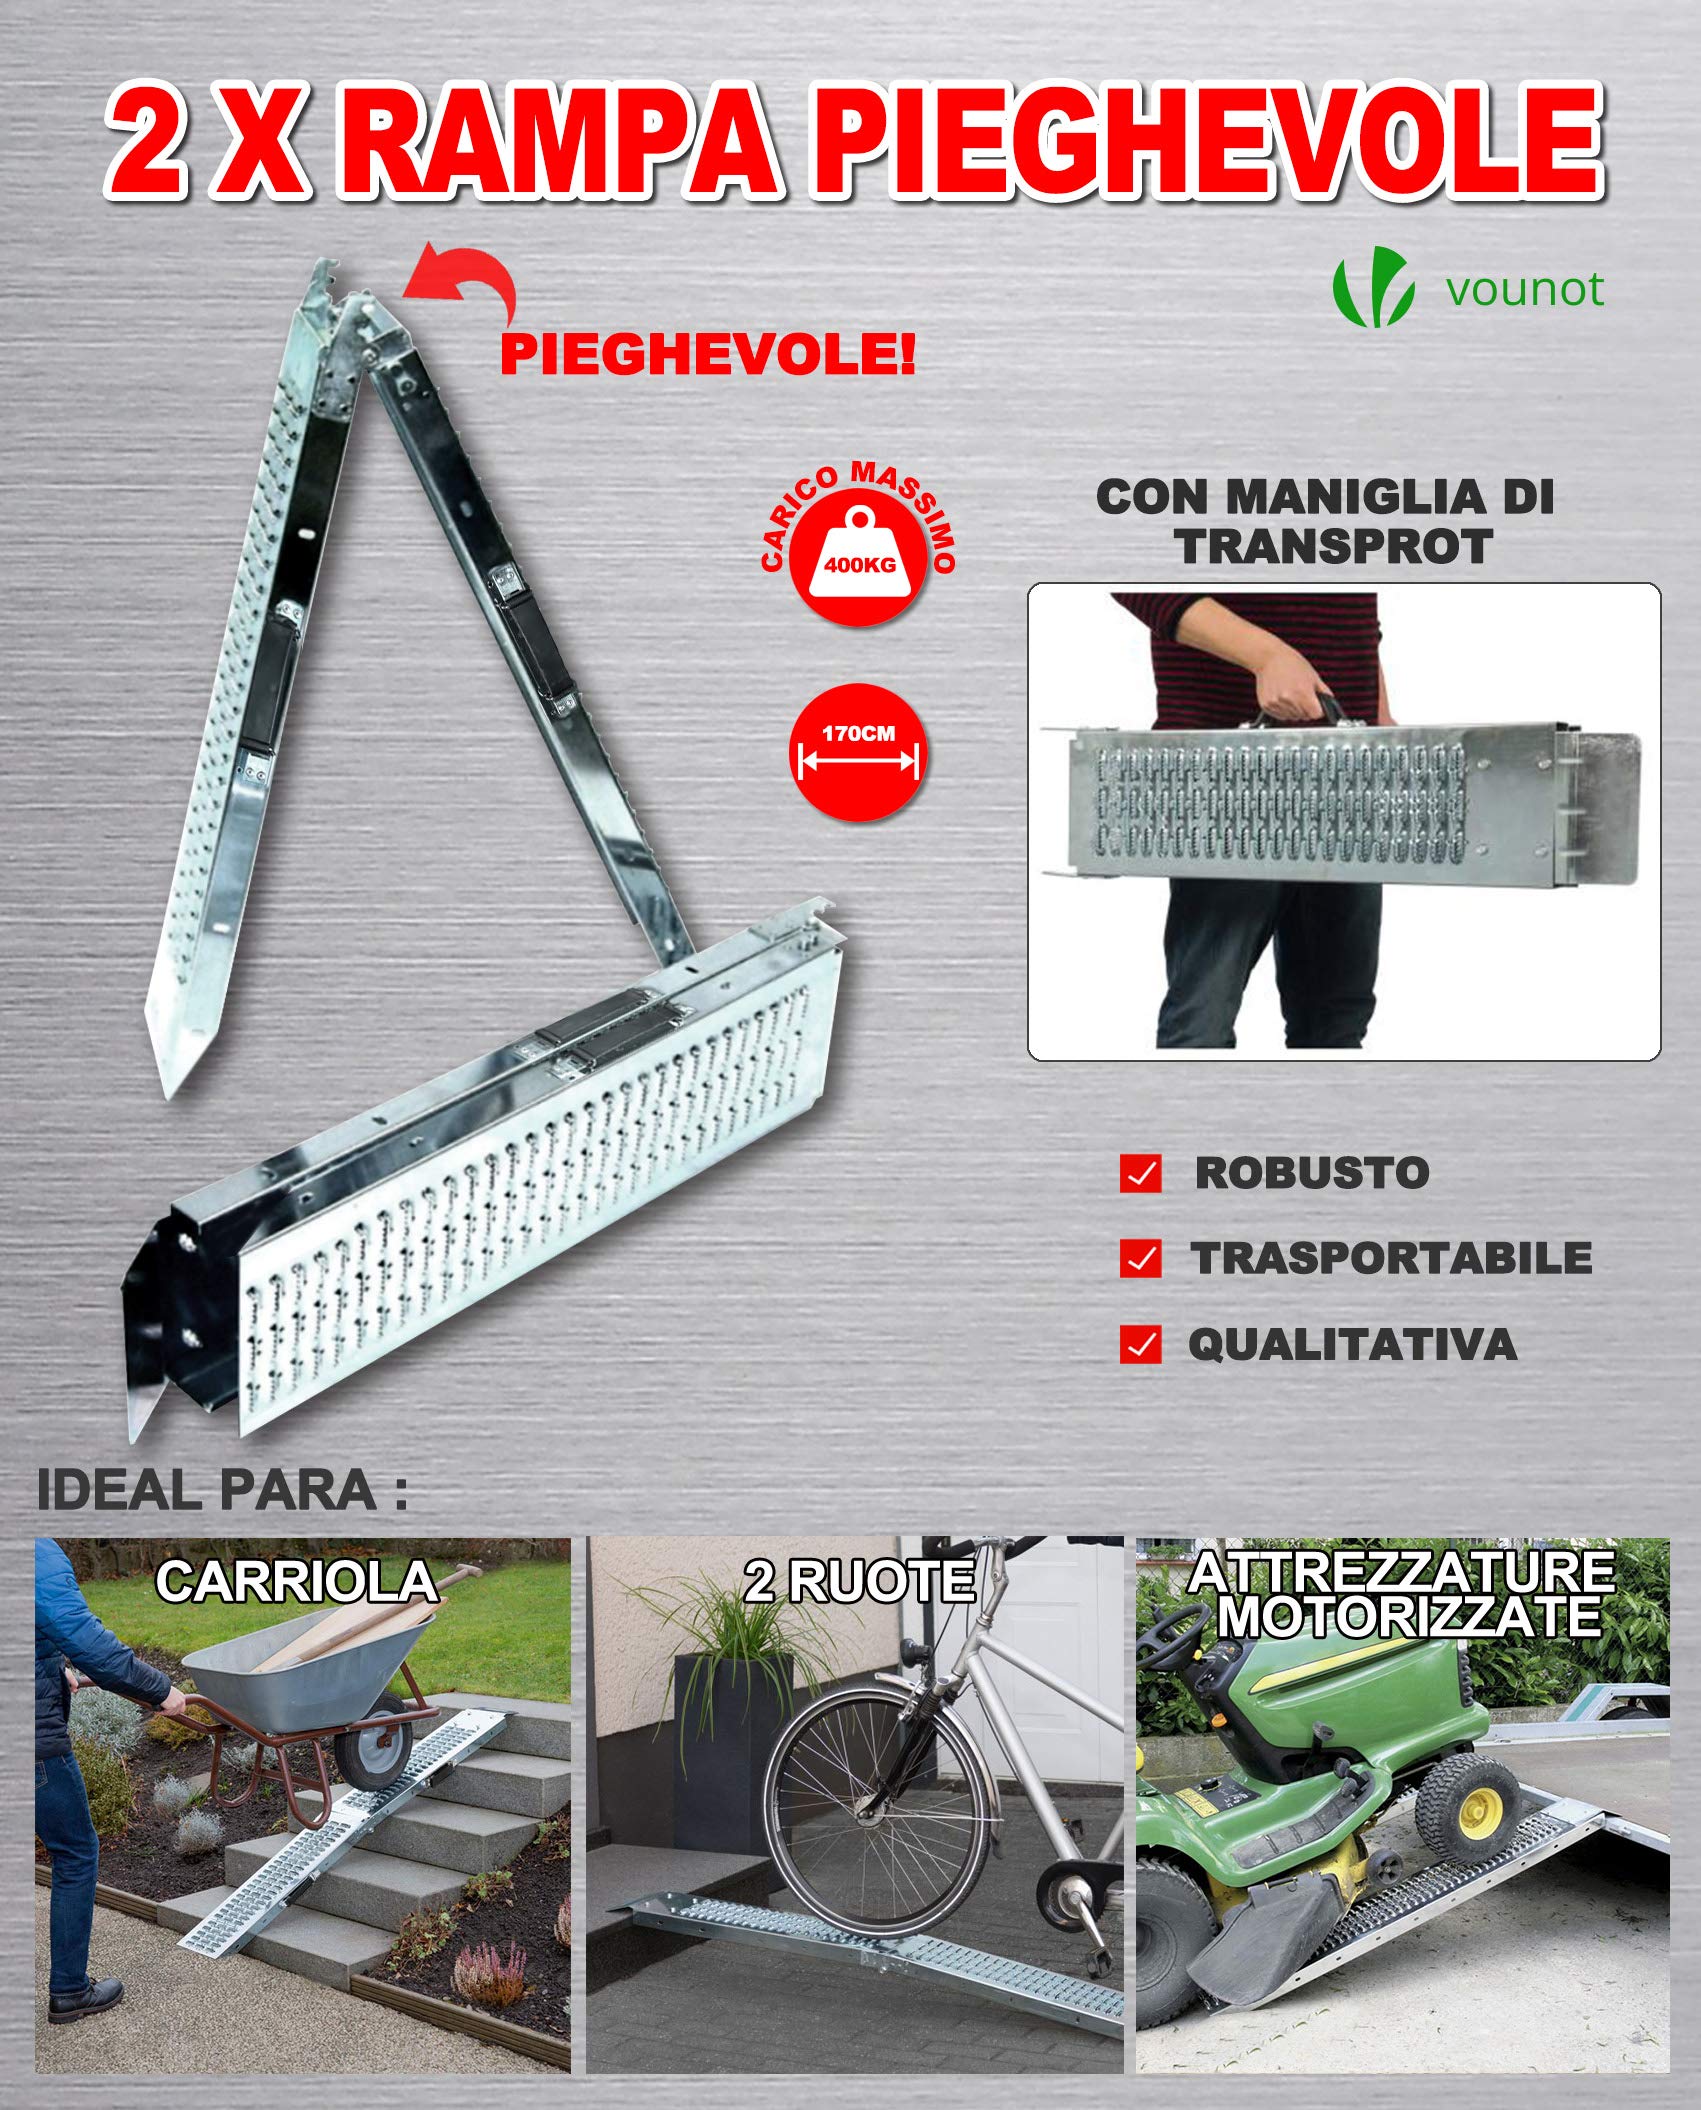 2 X RAMPA PIEGHEVOLE
vounot
PIEGHEVOLE!
CARICO MASSIMO
400KG
170CM
CON MANIGLIA DI
TRANSPROT
ROBUSTO
TRASPORTABILE
QUALITATIVA
IDEAL PARA :
CARRIOLA
2 RUOTE
ATTREZZATURE
MOTORIZZATE